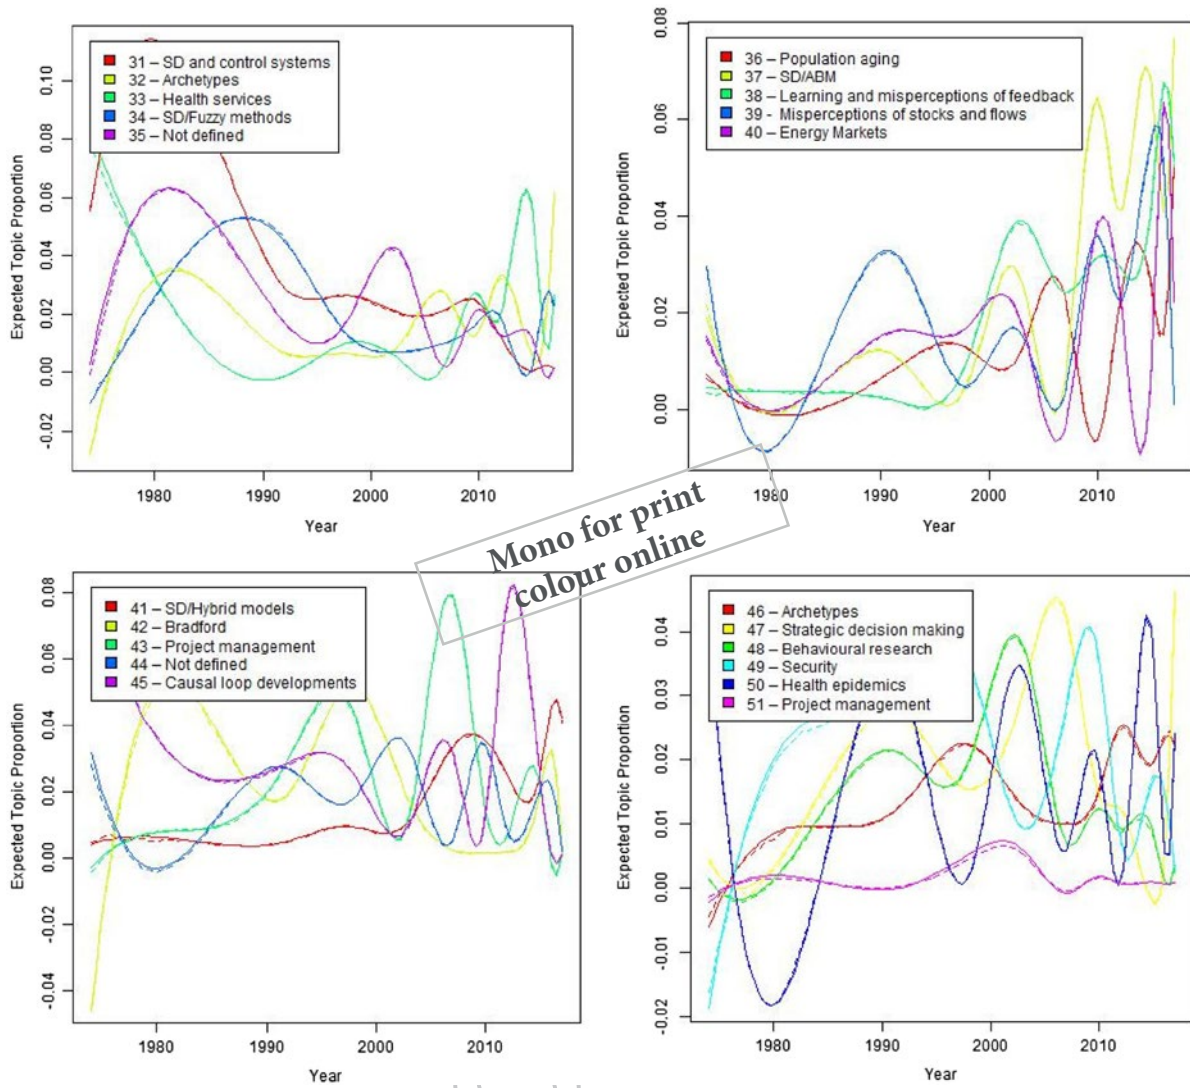 31 – SD and control systems
32 – Archetypes
33 – Health services
34 – SD/Fuzzy methods
35 – Not defined
Expected Topic Proportion
0.10
0.08
0.06
0.04
0.02
0.00
-0.02
1980
1990
2000
2010
Year
36 – Population aging
37 – SD/ABM
38 – Learning and misperceptions of feedback
39 - Misperceptions of stocks and flows
40 – Energy Markets
Expected Topic Proportion
0.08
0.06
0.04
0.02
0.00
1980
1990
2000
2010
Year
Mono for print
colour online
41 – SD/Hybrid models
42 – Bradford
43 – Project management
44 – Not defined
45 – Causal loop developments
Expected Topic Proportion
0.08
0.06
0.04
0.02
0.00
-0.02
-0.04
1980
1990
2000
2010
Year
46 – Archetypes
47 – Strategic decision making
48 – Behavioural research
49 – Security
50 – Health epidemics
51 – Project management
Expected Topic Proportion
0.04
0.03
0.02
0.01
0.00
-0.01
-0.02
1980
1990
2000
2010
Year